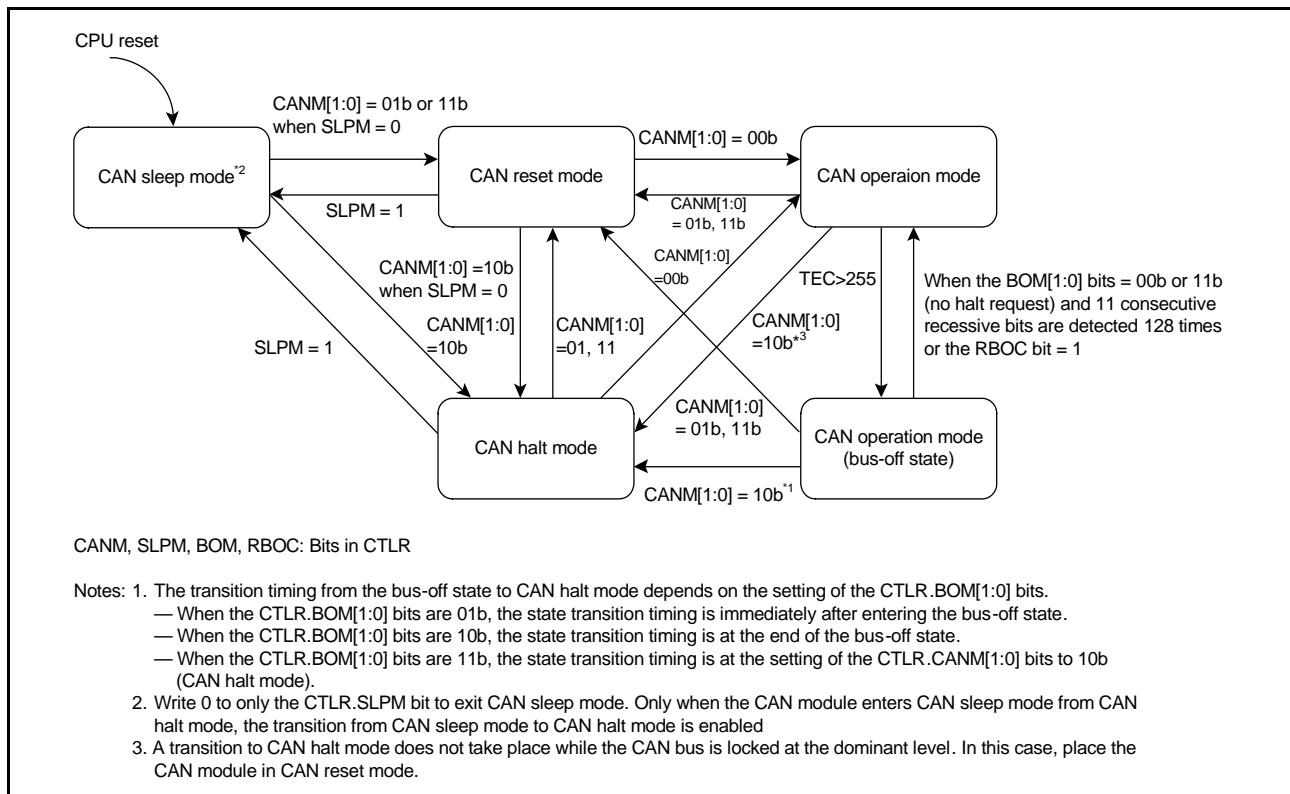 CPU reset
CANM[1:0] = 01b or 11b
when SLPM = 0
CANM[1:0] = 00b
CAN sleep mode*2
CAN reset mode
CAN operaion mode
SLPM = 1
CANM[1:0]
= 01b, 11b
CANM[1:0] =10b
when SLPM = 0
CANM[1:0]
=00b
TEC>255
When the BOM[1:0] bits = 00b or 11b
(no halt request) and 11 consecutive
recessive bits are detected 128 times
or the RBOC bit = 1
SLPM = 1
CANM[1:0]
=10b
CANM[1:0]
=01, 11
CANM[1:0]
=10b*3
CANM[1:0]
= 01b, 11b
CAN halt mode
CAN operation mode
(bus-off state)
CANM[1:0] = 10b*1
CANM, SLPM, BOM, RBOC: Bits in CTLR
Notes: 1. The transition timing from the bus-off state to CAN halt mode depends on the setting of the CTLR.BOM[1:0] bits.
— When the CTLR.BOM[1:0] bits are 01b, the state transition timing is immediately after entering the bus-off state.
— When the CTLR.BOM[1:0] bits are 10b, the state transition timing is at the end of the bus-off state.
— When the CTLR.BOM[1:0] bits are 11b, the state transition timing is at the setting of the CTLR.CANM[1:0] bits to 10b
(CAN halt mode).
2. Write 0 to only the CTLR.SLPM bit to exit CAN sleep mode. Only when the CAN module enters CAN sleep mode from CAN
halt mode, the transition from CAN sleep mode to CAN halt mode is enabled
3. A transition to CAN halt mode does not take place while the CAN bus is locked at the dominant level. In this case, place the
CAN module in CAN reset mode.